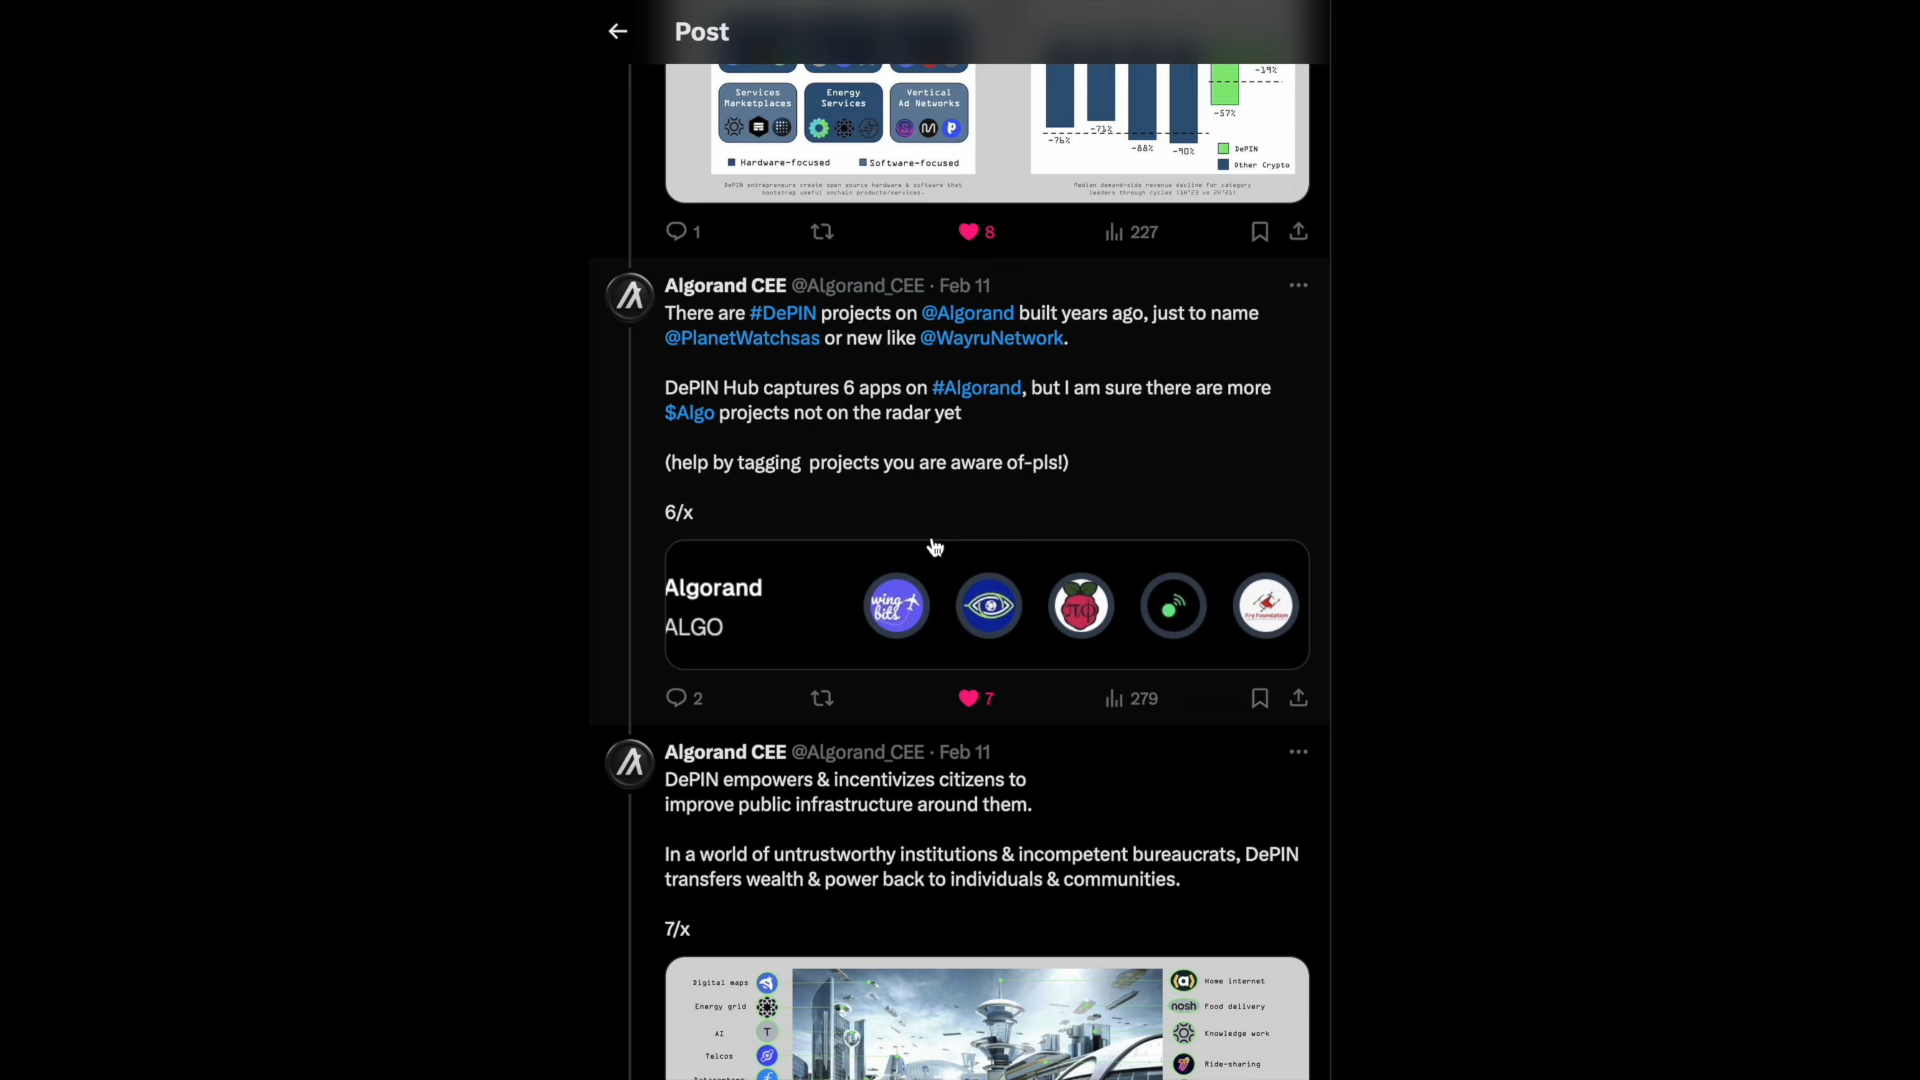 Post
Services
Marketplaces
Energy
Services
Vertical
Ad Networks
Hardware-focused
Software-focused
DePIN entrepreneurs create open source hardware & software that
bootstrap useful onchain products/services.
-19%
-57%
-76%
-71%
-88%
-90%
DePIN
Other Crypto
Median demand-side revenue decline for category
leaders through cycles (1H'23 vs 2H'21)
1
8
227
Algorand CEE @Algorand_CEE · Feb 11
There are #DePIN projects on @Algorand built years ago, just to name
@PlanetWatchsas or new like @WayruNetwork.
DePIN Hub captures 6 apps on #Algorand, but I am sure there are more
$Algo projects not on the radar yet
(help by tagging projects you are aware of-pls!)
6/x
Algorand
ALGO
wing
bits
Fry Foundation
2
7
279
Algorand CEE @Algorand_CEE · Feb 11
DePIN empowers & incentivizes citizens to
improve public infrastructure around them.
In a world of untrustworthy institutions & incompetent bureaucrats, DePIN
transfers wealth & power back to individuals & communities.
7/x
Digital maps
Energy grid
AI
T
Telcos
Home internet
nosh Food delivery
Knowledge work
Ride-sharing